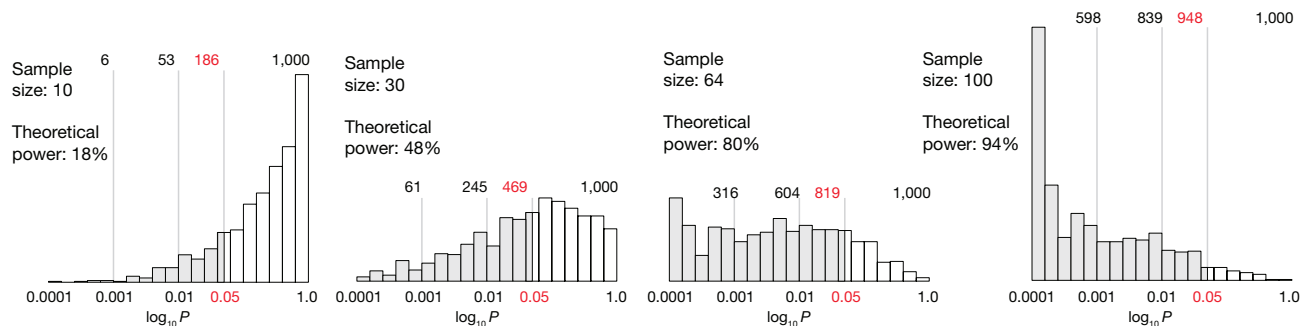 6 53 186 1,000
Sample
size: 10
Theoretical
power: 18%
0.0001 0.001 0.01 0.05 1.0
log10 P
Sample
size: 30
Theoretical
power: 48%
61 245 469 1,000
0.0001 0.001 0.01 0.05 1.0
log10 P
Sample
size: 64
Theoretical
power: 80%
316 604 819 1,000
0.0001 0.001 0.01 0.05 1.0
log10 P
598 839 948 1,000
Sample
size: 100
Theoretical
power: 94%
0.0001 0.001 0.01 0.05 1.0
log10 P